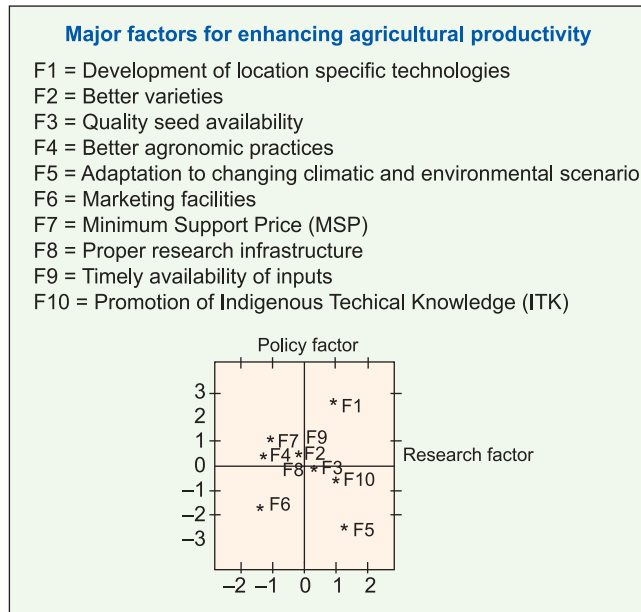 Major factors for enhancing agricultural productivity
F1 = Development of location specific technologies
F2 = Better varieties
F3 = Quality seed availability
F4 = Better agronomic practices
F5 = Adaptation to changing climatic and environmental scenario
F6 = Marketing facilities
F7 = Minimum Support Price (MSP)
F8 = Proper research infrastructure
F9 = Timely availability of inputs
F10 = Promotion of Indigenous Techical Knowledge (ITK)
Policy factor
3
* F1
2
1
* F7 F9
* F4 * F2
0
Research factor
F8 * F3
* F10
–1
* F6
–2
* F5
–3
–2 –1 0 1 2